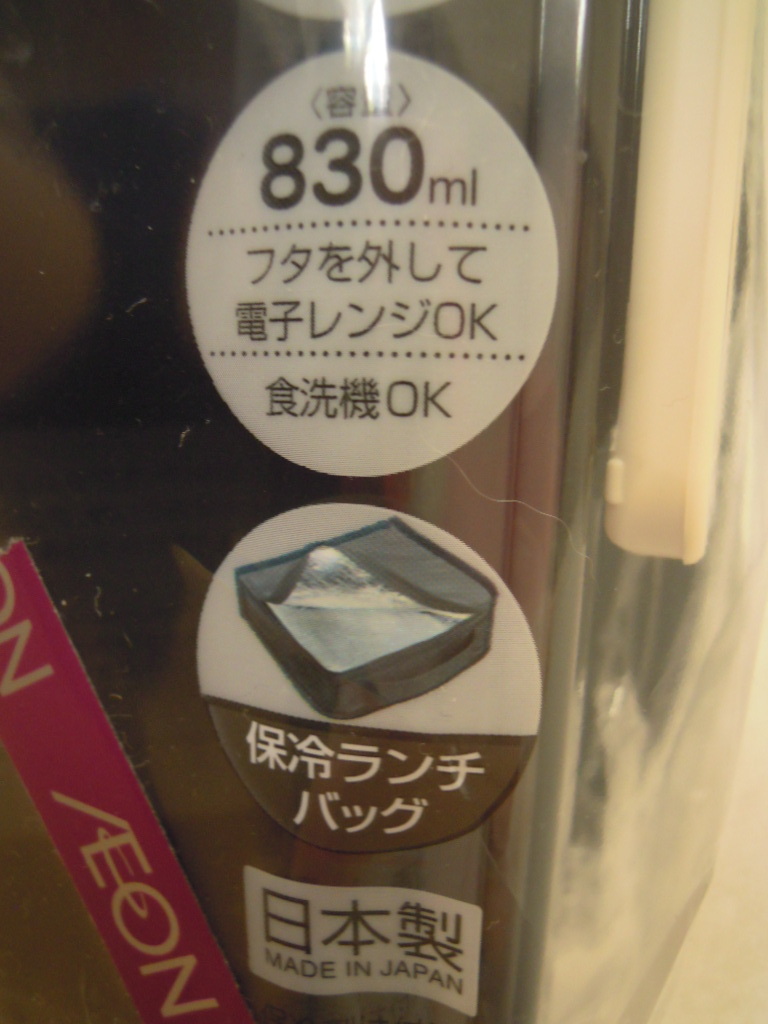 〈容量〉
830ml
フタを外して
電子レンジOK
食洗機OK
保冷ランチ
バッグ
ON
ÆON
日本製
MADE IN JAPAN